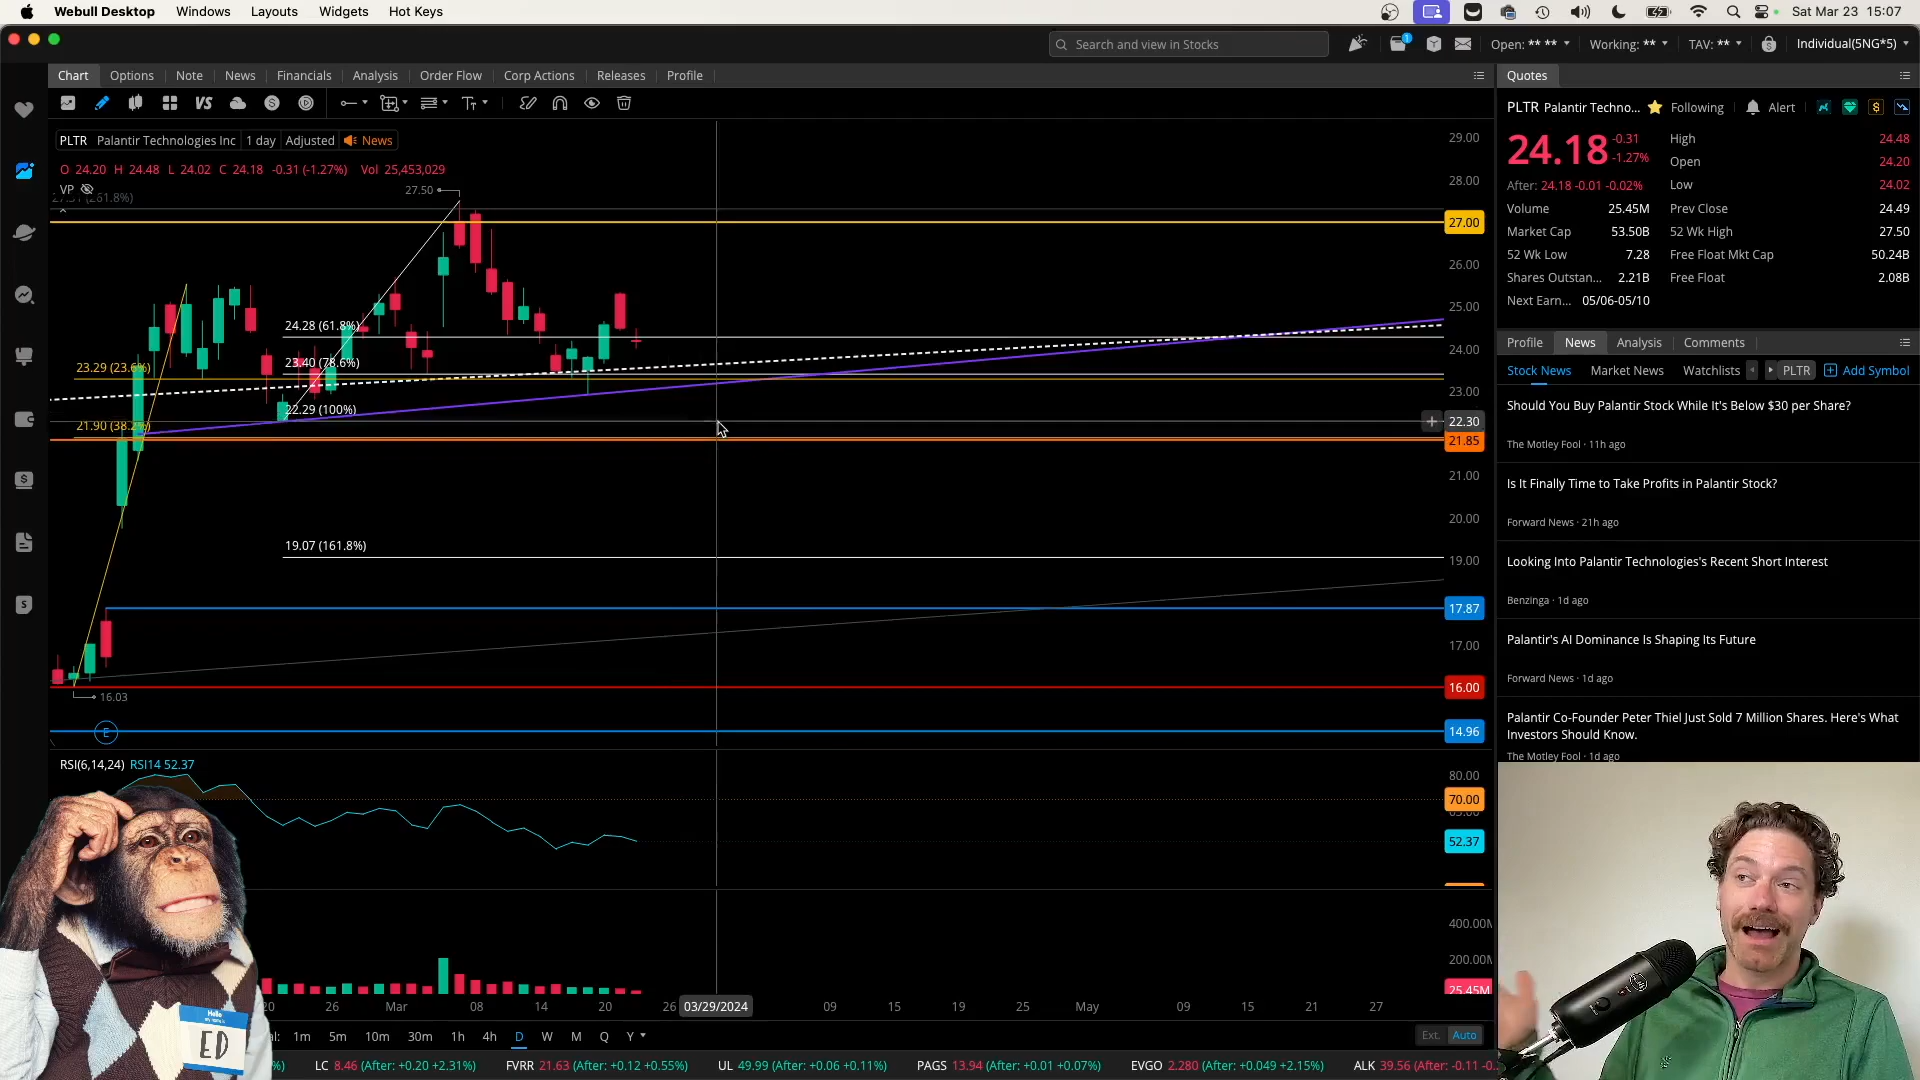 Webull Desktop Windows Layouts Widgets Hot Keys
Sat Mar 23 15:07
Search and view in Stocks
1
Open: ** ** Working: ** TAV: ** Individual(5NG*5)
Chart Options Note News Financials Analysis Order Flow Corp Actions Releases Profile
VS
PLTR Palantir Technologies Inc 1 day Adjusted News
O 24.20 H 24.48 L 24.02 C 24.18 -0.31 (-1.27%) Vol 25,453,029
VP
27.50
24.28 (61.8%)
23.40 (78.6%)
23.29 (23.6%)
22.29 (100%)
21.90 (38.2%)
19.07 (161.8%)
16.03
E
29.00
28.00
27.00
26.00
25.00
24.00
23.00
22.30
21.85
21.00
20.00
19.00
17.87
17.00
16.00
14.96
RSI(6,14,24) RSI14 52.37
80.00
70.00
52.37
400.00M
200.00M
25.45M
20 26 Mar 08 14 20 26 03/29/2024 09 15 19 23 May 09 15 21 27
1m 5m 10m 30m 1h 4h D W M Q Y
Ext. Auto
LC 8.46 (After: +0.20 +2.31%) FVRR 21.63 (After: +0.12 +0.55%) UL 49.99 (After: +0.06 +0.11%) PAGS 13.94 (After: +0.01 +0.07%) EVGO 2.280 (After: +0.049 +2.15%) ALK 39.56 (After: -0.11
Quotes
PLTR Palantir Techno... Following Alert
24.18 -0.31 -1.27%
After: 24.18 -0.01 -0.02%
High 24.48
Open 24.20
Low 24.02
Volume 25.45M Prev Close 24.49
Market Cap 53.50B 52 Wk High 27.50
52 Wk Low 7.28 Free Float Mkt Cap 50.24B
Shares Outstan... 2.21B Free Float 2.08B
Next Earn... 05/06-05/10
Profile News Analysis Comments
Stock News Market News Watchlists PLTR Add Symbol
Should You Buy Palantir Stock While It's Below $30 per Share?
The Motley Fool · 11h ago
Is It Finally Time to Take Profits in Palantir Stock?
Forward News · 21h ago
Looking Into Palantir Technologies's Recent Short Interest
Benzinga · 1d ago
Palantir's AI Dominance Is Shaping Its Future
Forward News · 1d ago
Palantir Co-Founder Peter Thiel Just Sold 7 Million Shares. Here's What
Investors Should Know.
The Motley Fool · 1d ago
Hello
ED